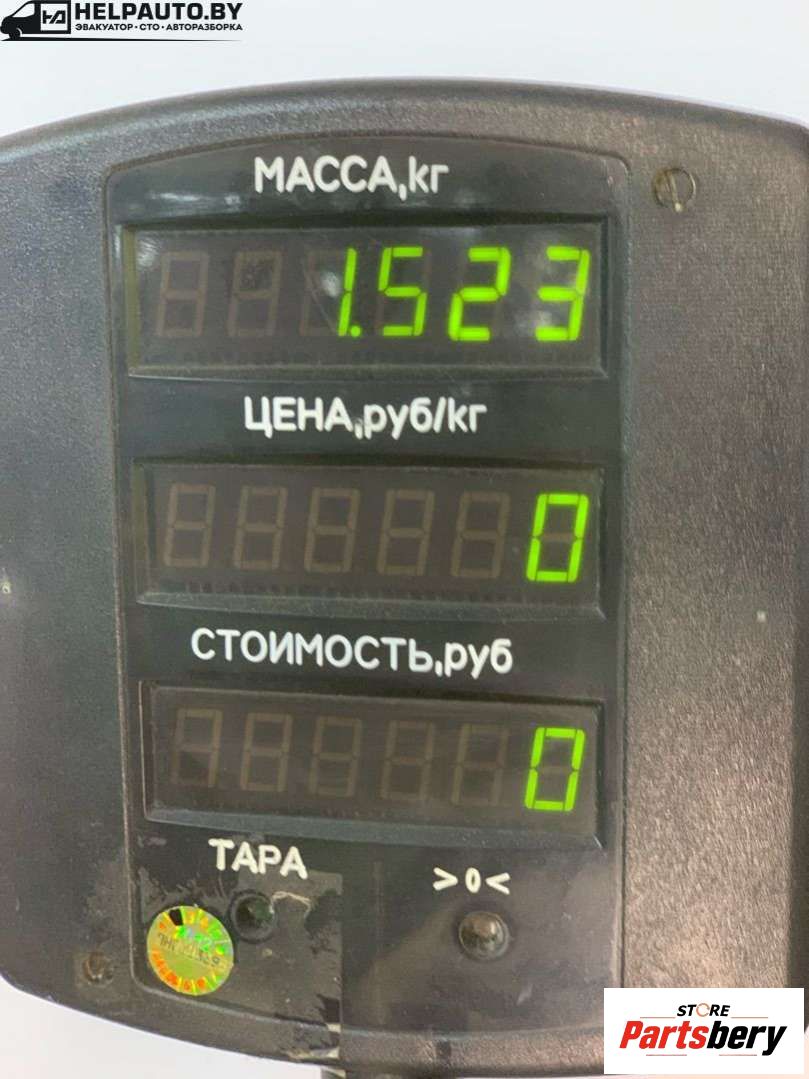 HELPAUTO.BY
ЭВАКУАТОР • СТО • АВТОРАЗБОРКА
МАССА,кг
1.523
ЦЕНА,руб/кг
0
СТОИМОСТЬ,руб
0
ТАРА
>0<
STORE
Partsbery